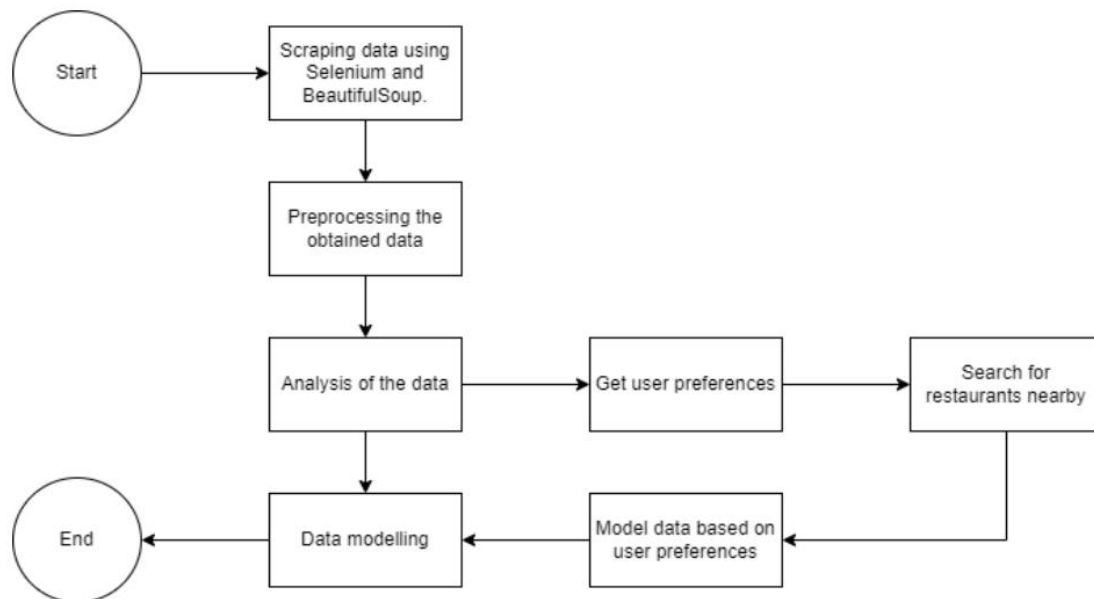 Start
Scraping data using
Selenium and
BeautifulSoup.
Preprocessing the
obtained data
Analysis of the data
Get user preferences
Search for
restaurants nearby
End
Data modelling
Model data based on
user preferences